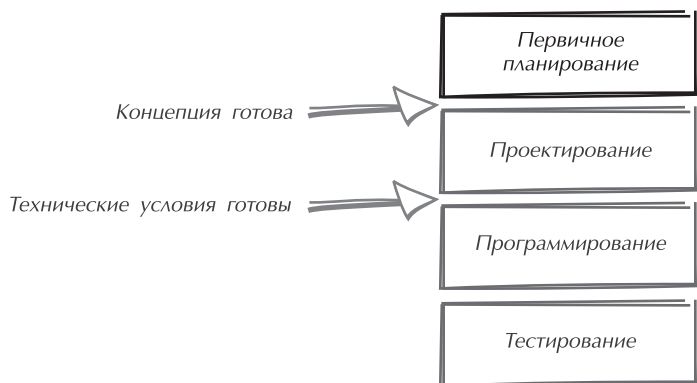 Первичное
планирование
Концепция готова
Проектирование
Технические условия готовы
Программирование
Тестирование